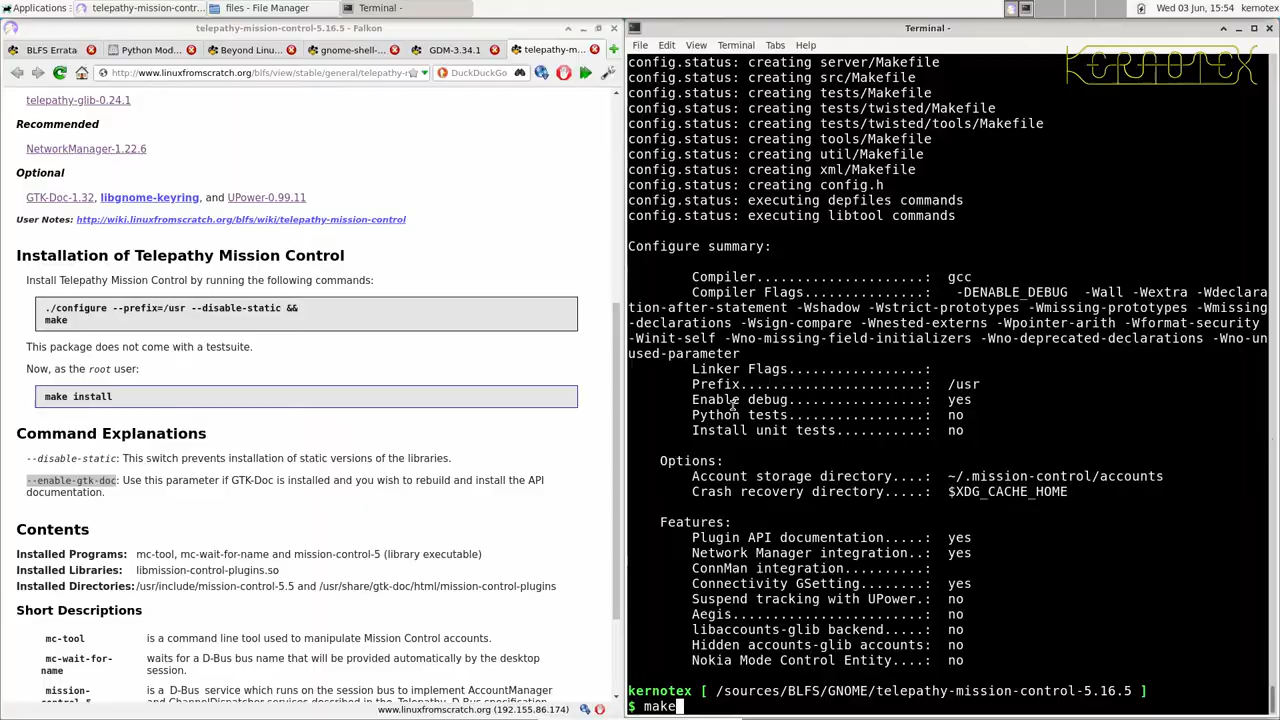 Applications
telepathy-mission-contr...
files - File Manager
Terminal -
Wed 03 Jun, 15:54
kernotex
telepathy-mission-control-5.16.5 - Falkon
BLFS Errata
Python Mod...
Beyond Linu...
gnome-shell-...
GDM-3.34.1
telepathy-m...
http://www.linuxfromscratch.org/blfs/view/stable/general/telepathy-r
DuckDuckGo
telepathy-glib-0.24.1
Recommended
NetworkManager-1.22.6
Optional
GTK-Doc-1.32, libgnome-keyring, and UPower-0.99.11
User Notes: http://wiki.linuxfromscratch.org/blfs/wiki/telepathy-mission-control
Installation of Telepathy Mission Control
Install Telepathy Mission Control by running the following commands:
./configure --prefix=/usr --disable-static &&
make
This package does not come with a testsuite.
Now, as the root user:
make install
Command Explanations
--disable-static: This switch prevents installation of static versions of the libraries.
--enable-gtk-doc: Use this parameter if GTK-Doc is installed and you wish to rebuild and install the API
documentation.
Contents
Installed Programs: mc-tool, mc-wait-for-name and mission-control-5 (library executable)
Installed Libraries: libmission-control-plugins.so
Installed Directories: /usr/include/mission-control-5.5 and /usr/share/gtk-doc/html/mission-control-plugins
Short Descriptions
mc-tool is a command line tool used to manipulate Mission Control accounts.
mc-wait-for- waits for a D-Bus bus name that will be provided automatically by the desktop
name session.
mission- is a D-Bus service which runs on the session bus to implement AccountManager
www.linuxfromscratch.org (192.155.86.174)
Terminal -
File Edit View Terminal Tabs Help
KERNOTEX
config.status: creating server/Makefile
config.status: creating src/Makefile
config.status: creating tests/Makefile
config.status: creating tests/twisted/Makefile
config.status: creating tests/twisted/tools/Makefile
config.status: creating tools/Makefile
config.status: creating util/Makefile
config.status: creating xml/Makefile
config.status: creating config.h
config.status: executing depfiles commands
config.status: executing libtool commands
Configure summary:
Compiler.....................: gcc
Compiler Flags...............: -DENABLE_DEBUG -Wall -Wextra -Wdeclara
tion-after-statement -Wshadow -Wstrict-prototypes -Wmissing-prototypes -Wmissing
-declarations -Wsign-compare -Wnested-externs -Wpointer-arith -Wformat-security
-Winit-self -Wno-missing-field-initializers -Wno-deprecated-declarations -Wno-un
used-parameter
Linker Flags.................:
Prefix.......................: /usr
Enable debug.................: yes
Python tests.................: no
Install unit tests...........: no
Options:
Account storage directory....: ~/.mission-control/accounts
Crash recovery directory.....: $XDG_CACHE_HOME
Features:
Plugin API documentation.....: yes
Network Manager integration..: yes
ConnMan integration..........:
Connectivity GSetting........: yes
Suspend tracking with UPower.: no
Aegis........................: no
libaccounts-glib backend.....: no
Hidden accounts-glib accounts: no
Nokia Mode Control Entity....: no
kernotex [ /sources/BLFS/GNOME/telepathy-mission-control-5.16.5 ]
$ make